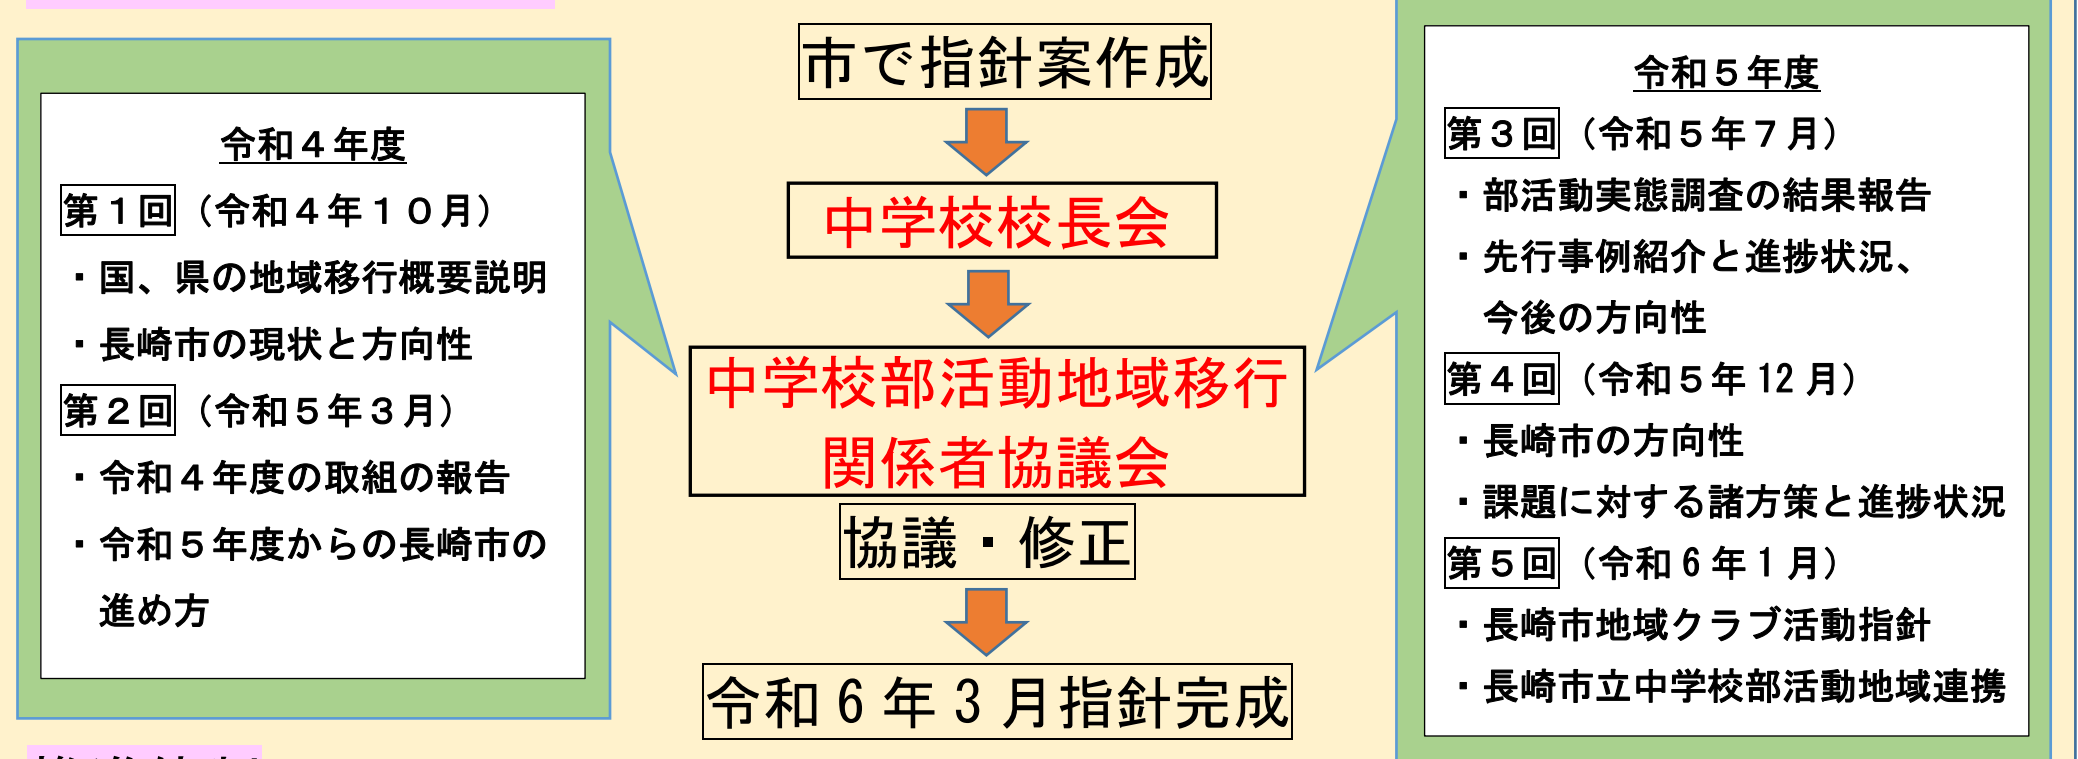 令和４年度
第１回（令和４年１０月）
・国、県の地域移行概要説明
・長崎市の現状と方向性
第２回（令和５年３月）
・令和４年度の取組の報告
・令和５年度からの長崎市の
進め方
市で指針案作成
中学校校長会
中学校部活動地域移行
関係者協議会
協議・修正
令和６年３月指針完成
令和５年度
第３回（令和５年７月）
・部活動実態調査の結果報告
・先行事例紹介と進捗状況、
今後の方向性
第４回（令和５年12月）
・長崎市の方向性
・課題に対する諸方策と進捗状況
第５回（令和６年１月）
・長崎市地域クラブ活動指針
・長崎市立中学校部活動地域連携